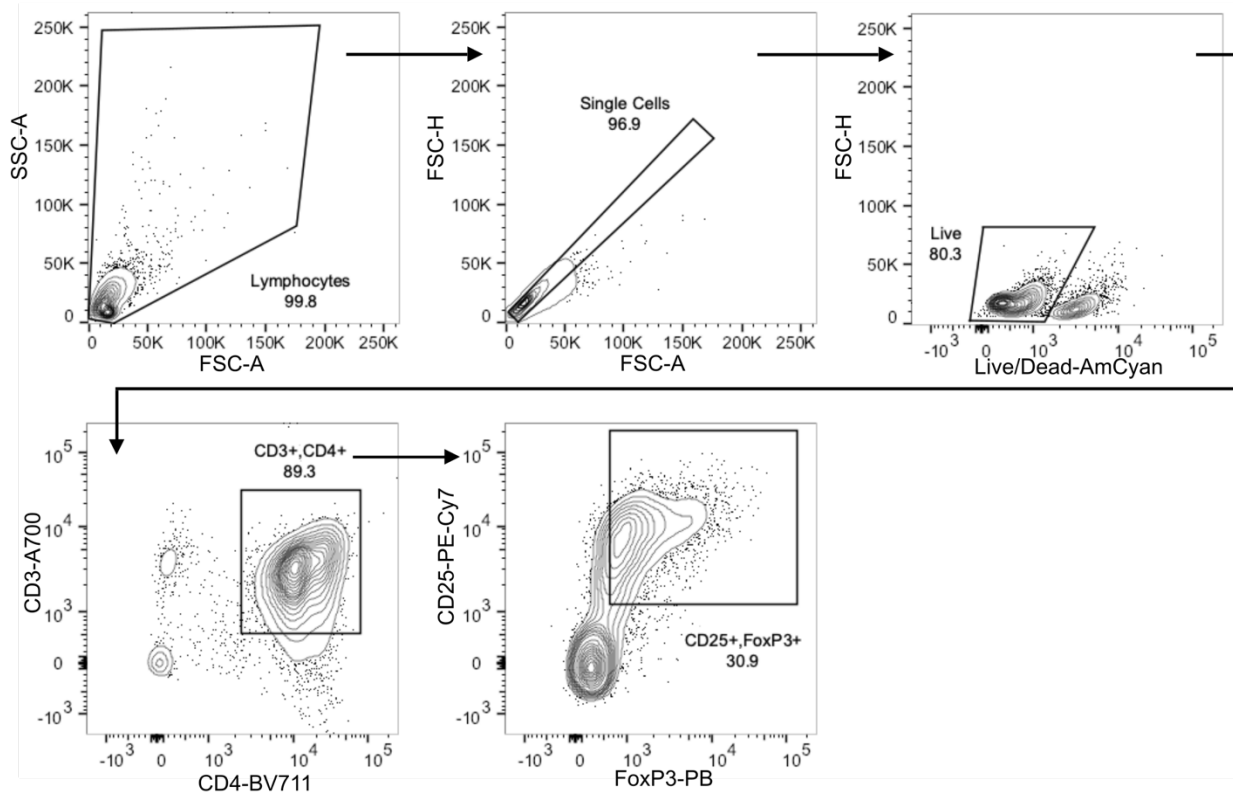 250K
200K
150K
100K
50K
0
SSC-A
Lymphocytes
99.8
0 50K 100K 150K 200K 250K
FSC-A
250K
200K
150K
100K
50K
0
FSC-H
Single Cells
96.9
0 50K 100K 150K 200K 250K
FSC-A
250K
200K
150K
100K
50K
0
FSC-H
Live
80.3
-10^3 0 10^3 10^4 10^5
Live/Dead-AmCyan
10^5
10^4
10^3
0
-10^3
CD3-A700
CD3+,CD4+
89.3
-10^3 0 10^3 10^4 10^5
CD4-BV711
10^5
10^4
10^3
0
-10^3
CD25-PE-Cy7
CD25+,FoxP3+
30.9
-10^3 0 10^3 10^4 10^5
FoxP3-PB